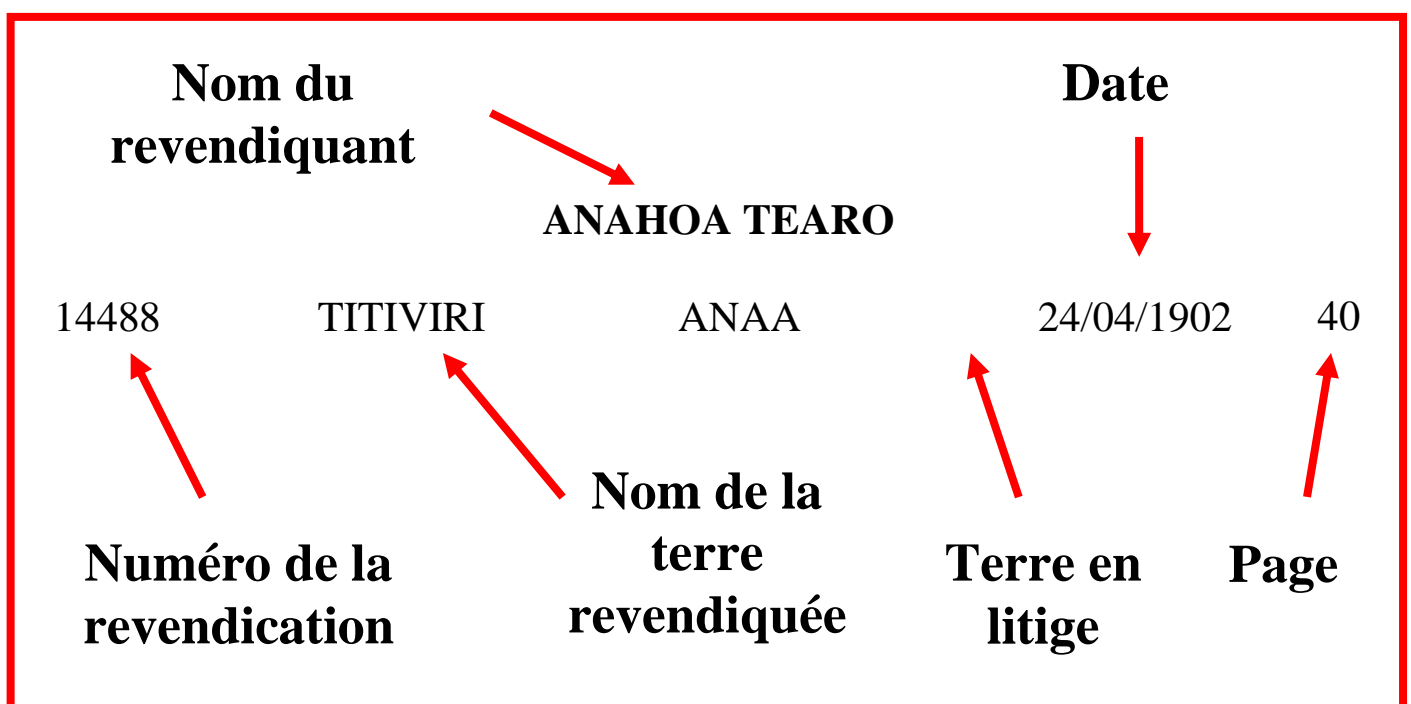 Nom du
revendiquant
Date
ANAHOA TEARO
14488 TITIVIRI ANAA 24/04/1902 40
Numéro de la
revendication
Nom de la
terre
revendiquée
Terre en
litige
Page